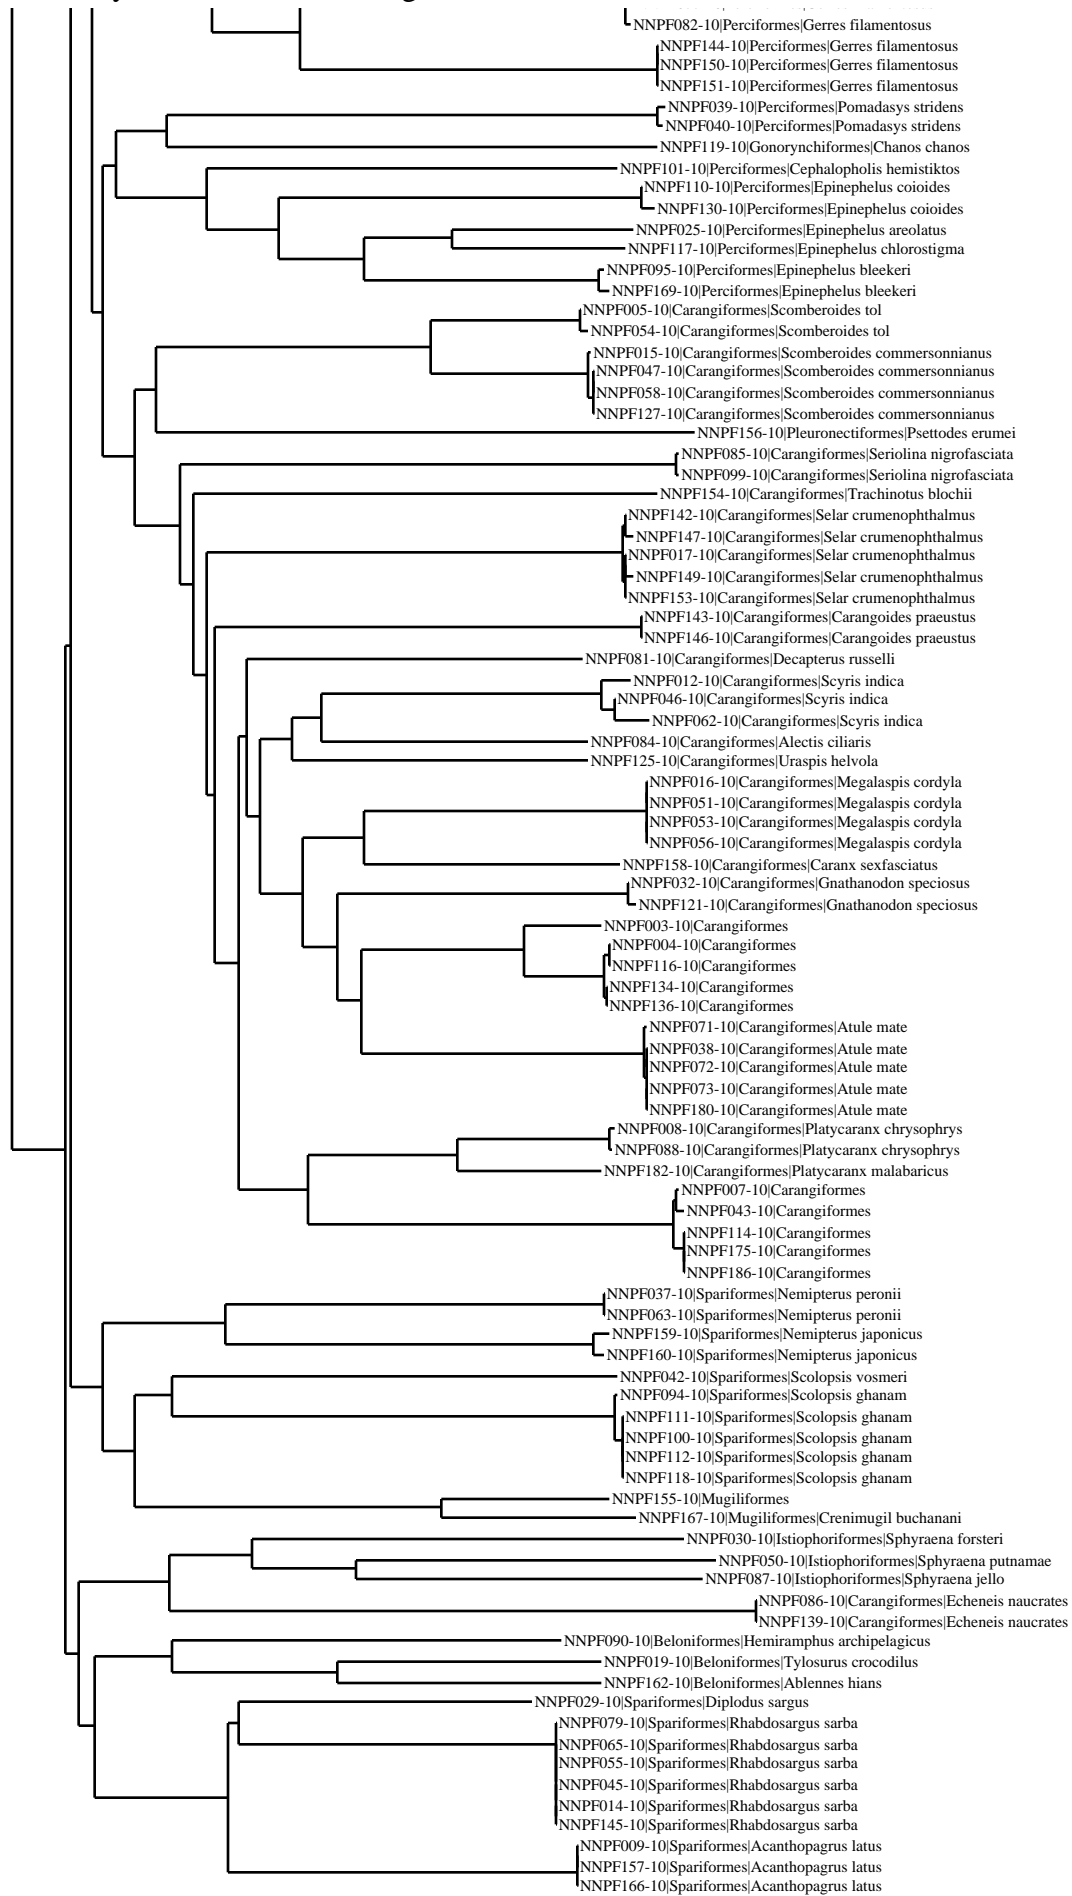 NNPF082-10|Perciformes|Gerres filamentosus
NNPF144-10|Perciformes|Gerres filamentosus
NNPF150-10|Perciformes|Gerres filamentosus
NNPF151-10|Perciformes|Gerres filamentosus
NNPF039-10|Perciformes|Pomadasys stridens
NNPF040-10|Perciformes|Pomadasys stridens
NNPF119-10|Gonorynchiformes|Chanos chanos
NNPF101-10|Perciformes|Cephalopholis hemistiktos
NNPF110-10|Perciformes|Epinephelus coioides
NNPF130-10|Perciformes|Epinephelus coioides
NNPF025-10|Perciformes|Epinephelus areolatus
NNPF117-10|Perciformes|Epinephelus chlorostigma
NNPF095-10|Perciformes|Epinephelus bleekeri
NNPF169-10|Perciformes|Epinephelus bleekeri
NNPF005-10|Carangiformes|Scomberoides tol
NNPF054-10|Carangiformes|Scomberoides tol
NNPF015-10|Carangiformes|Scomberoides commersonnianus
NNPF047-10|Carangiformes|Scomberoides commersonnianus
NNPF058-10|Carangiformes|Scomberoides commersonnianus
NNPF127-10|Carangiformes|Scomberoides commersonnianus
NNPF156-10|Pleuronectiformes|Psettodes erumei
NNPF085-10|Carangiformes|Seriolina nigrofasciata
NNPF099-10|Carangiformes|Seriolina nigrofasciata
NNPF154-10|Carangiformes|Trachinotus blochii
NNPF142-10|Carangiformes|Selar crumenophthalmus
NNPF147-10|Carangiformes|Selar crumenophthalmus
NNPF017-10|Carangiformes|Selar crumenophthalmus
NNPF149-10|Carangiformes|Selar crumenophthalmus
NNPF153-10|Carangiformes|Selar crumenophthalmus
NNPF143-10|Carangiformes|Carangoides praeustus
NNPF146-10|Carangiformes|Carangoides praeustus
NNPF081-10|Carangiformes|Decapterus russelli
NNPF012-10|Carangiformes|Scyris indica
NNPF046-10|Carangiformes|Scyris indica
NNPF062-10|Carangiformes|Scyris indica
NNPF084-10|Carangiformes|Alectis ciliaris
NNPF125-10|Carangiformes|Uraspis helvola
NNPF016-10|Carangiformes|Megalaspis cordyla
NNPF051-10|Carangiformes|Megalaspis cordyla
NNPF053-10|Carangiformes|Megalaspis cordyla
NNPF056-10|Carangiformes|Megalaspis cordyla
NNPF158-10|Carangiformes|Caranx sexfasciatus
NNPF032-10|Carangiformes|Gnathanodon speciosus
NNPF121-10|Carangiformes|Gnathanodon speciosus
NNPF003-10|Carangiformes
NNPF004-10|Carangiformes
NNPF116-10|Carangiformes
NNPF134-10|Carangiformes
NNPF136-10|Carangiformes
NNPF071-10|Carangiformes|Atule mate
NNPF038-10|Carangiformes|Atule mate
NNPF072-10|Carangiformes|Atule mate
NNPF073-10|Carangiformes|Atule mate
NNPF180-10|Carangiformes|Atule mate
NNPF008-10|Carangiformes|Platycaranx chrysophrys
NNPF088-10|Carangiformes|Platycaranx chrysophrys
NNPF182-10|Carangiformes|Platycaranx malabaricus
NNPF007-10|Carangiformes
NNPF043-10|Carangiformes
NNPF114-10|Carangiformes
NNPF175-10|Carangiformes
NNPF186-10|Carangiformes
NNPF037-10|Spariformes|Nemipterus peronii
NNPF063-10|Spariformes|Nemipterus peronii
NNPF159-10|Spariformes|Nemipterus japonicus
NNPF160-10|Spariformes|Nemipterus japonicus
NNPF042-10|Spariformes|Scolopsis vosmeri
NNPF094-10|Spariformes|Scolopsis ghanam
NNPF111-10|Spariformes|Scolopsis ghanam
NNPF100-10|Spariformes|Scolopsis ghanam
NNPF112-10|Spariformes|Scolopsis ghanam
NNPF118-10|Spariformes|Scolopsis ghanam
NNPF155-10|Mugiliformes
NNPF167-10|Mugiliformes|Crenimugil buchanani
NNPF030-10|Istiophoriformes|Sphyraena forsteri
NNPF050-10|Istiophoriformes|Sphyraena putnamae
NNPF087-10|Istiophoriformes|Sphyraena jello
NNPF086-10|Carangiformes|Echeneis naucrates
NNPF139-10|Carangiformes|Echeneis naucrates
NNPF090-10|Beloniformes|Hemiramphus archipelagicus
NNPF019-10|Beloniformes|Tylosurus crocodilus
NNPF162-10|Beloniformes|Ablennes hians
NNPF029-10|Spariformes|Diplodus sargus
NNPF079-10|Spariformes|Rhabdosargus sarba
NNPF065-10|Spariformes|Rhabdosargus sarba
NNPF055-10|Spariformes|Rhabdosargus sarba
NNPF045-10|Spariformes|Rhabdosargus sarba
NNPF014-10|Spariformes|Rhabdosargus sarba
NNPF145-10|Spariformes|Rhabdosargus sarba
NNPF009-10|Spariformes|Acanthopagrus latus
NNPF157-10|Spariformes|Acanthopagrus latus
NNPF166-10|Spariformes|Acanthopagrus latus